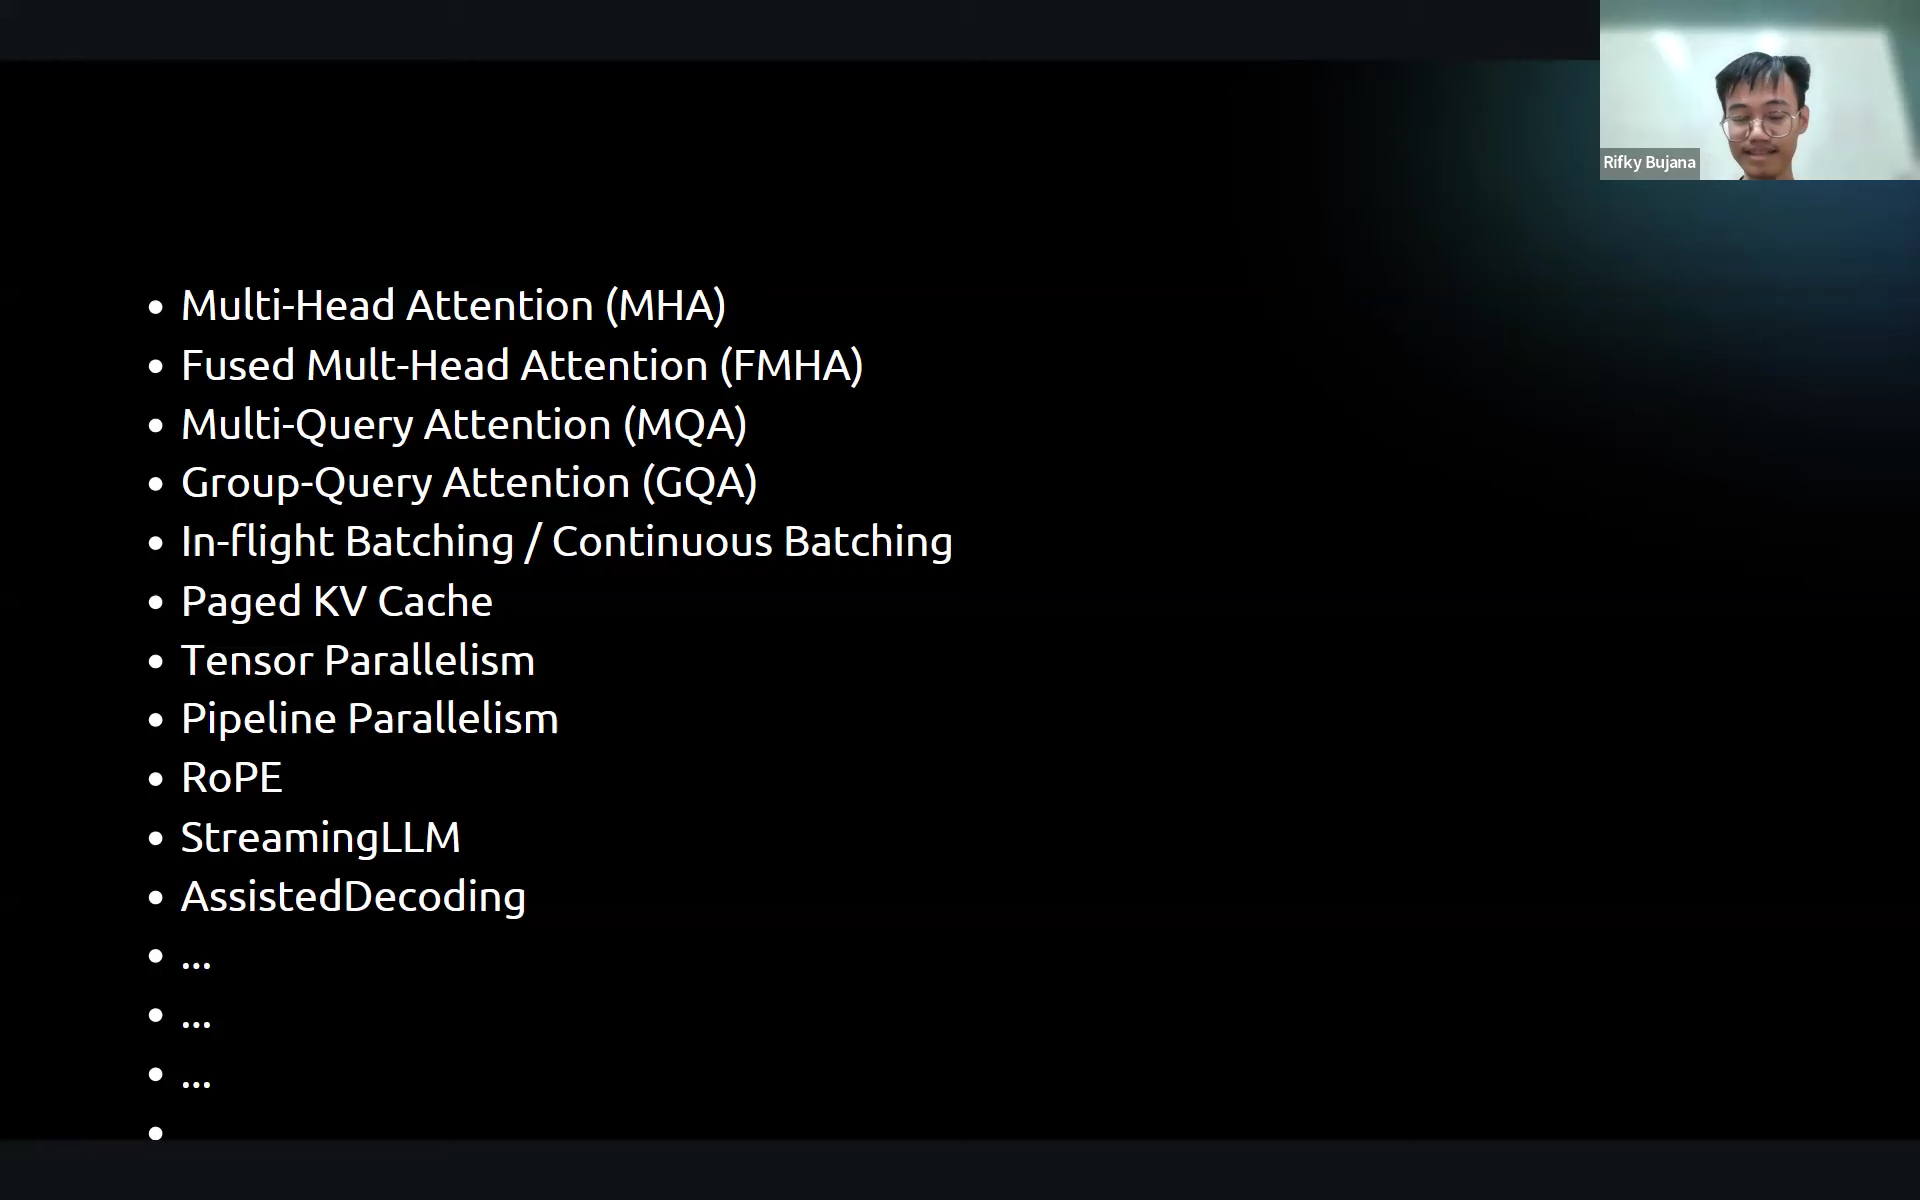 Rifky Bujana
• Multi-Head Attention (MHA)
• Fused Mult-Head Attention (FMHA)
• Multi-Query Attention (MQA)
• Group-Query Attention (GQA)
• In-flight Batching / Continuous Batching
• Paged KV Cache
• Tensor Parallelism
• Pipeline Parallelism
• RoPE
• StreamingLLM
• AssistedDecoding
• ...
• ...
• ...
•